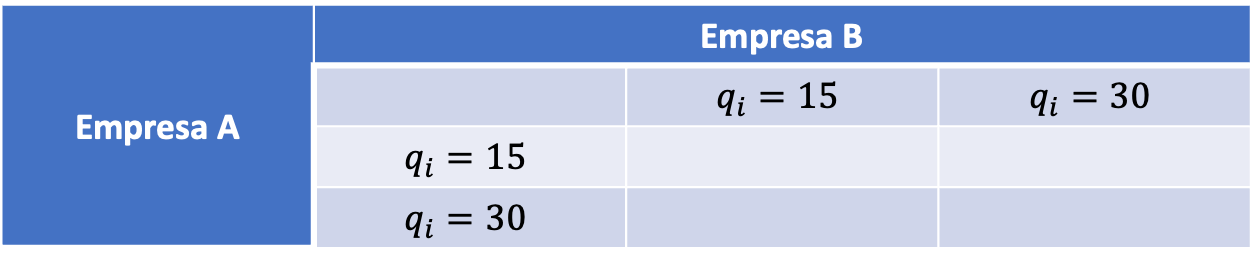 Empresa B
Empresa A
qᵢ = 15 qᵢ = 30
qᵢ = 15
qᵢ = 30